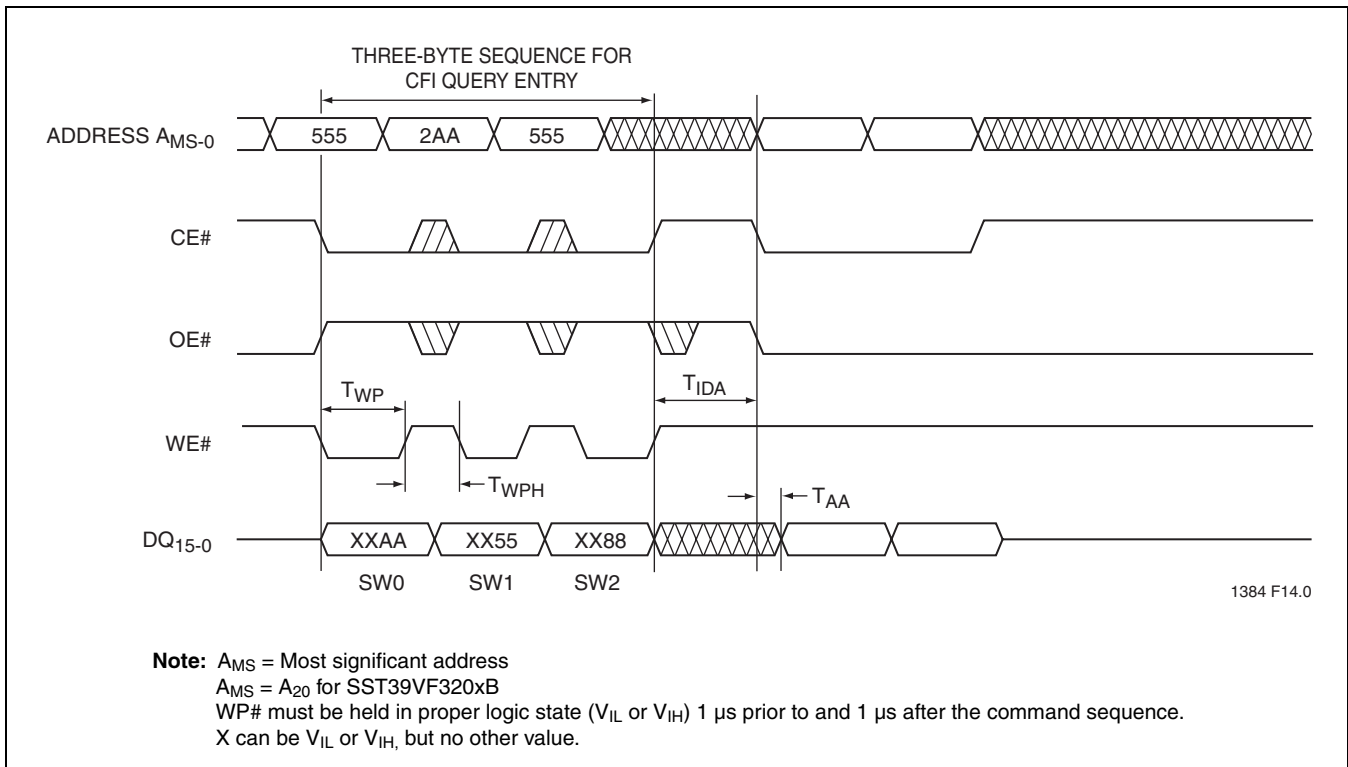 THREE-BYTE SEQUENCE FOR
CFI QUERY ENTRY
ADDRESS AMS-0
555
2AA
555
CE#
OE#
TWP
TIDA
WE#
TWPH
TAA
DQ15-0
XXAA
XX55
XX88
SW0
SW1
SW2
1384 F14.0
Note: AMS = Most significant address
AMS = A20 for SST39VF320xB
WP# must be held in proper logic state (VIL or VIH) 1 µs prior to and 1 µs after the command sequence.
X can be VIL or VIH, but no other value.